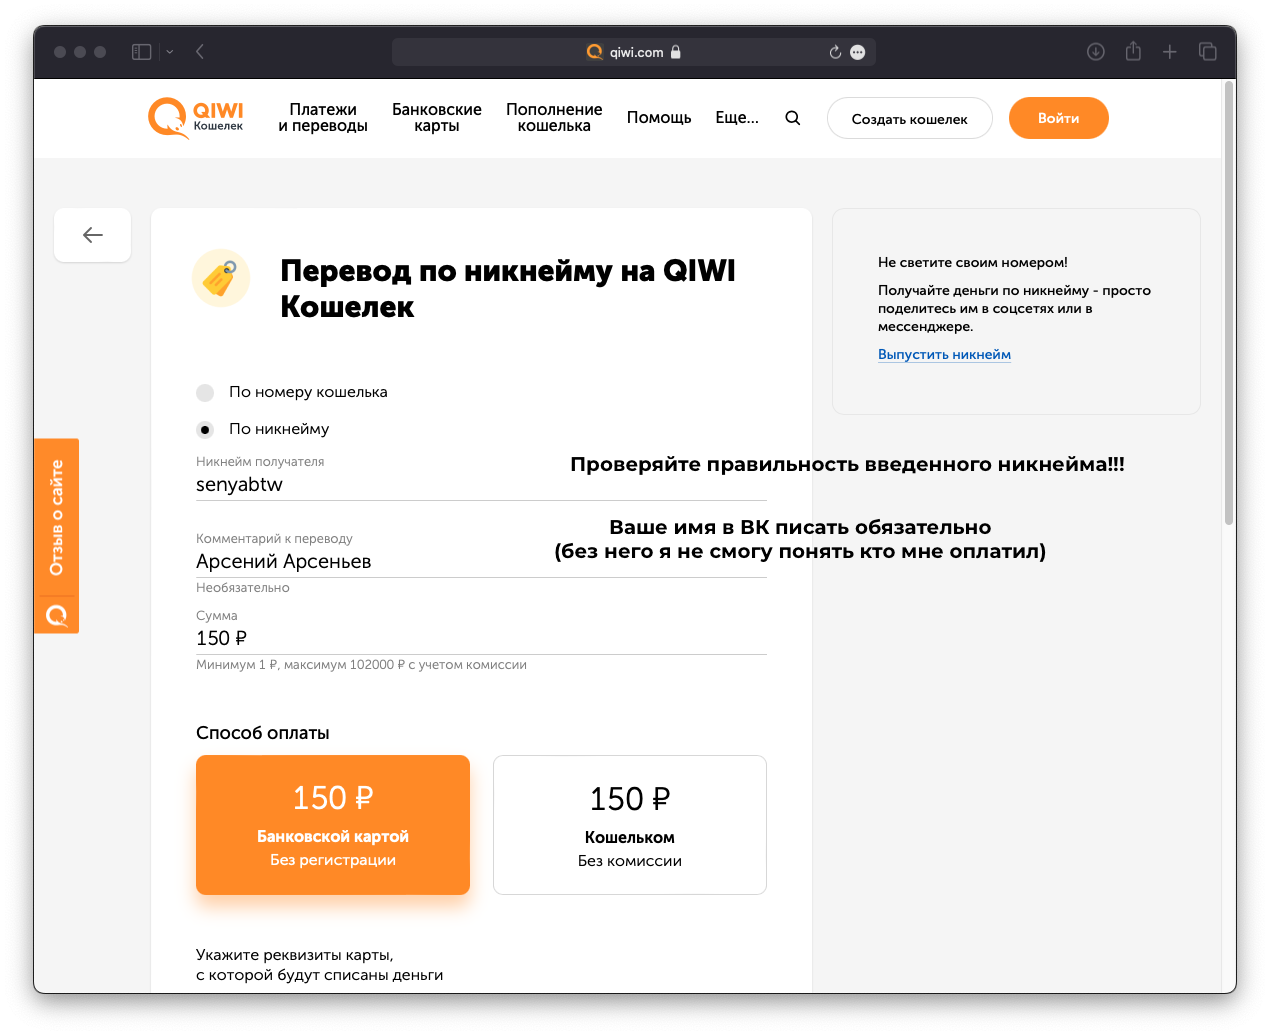 qiwi.com
QIWI
Кошелек
Платежи
и переводы
Банковские
карты
Пополнение
кошелька
Помощь
Еще...
Создать кошелек
Войти
Перевод по никнейму на QIWI
Кошелек
Не светите своим номером!
Получайте деньги по никнейму - просто
поделитесь им в соцсетях или в
мессенджере.
Выпустить никнейм
По номеру кошелька
По никнейму
Никнейм получателя
senyabtw
Проверяйте правильность введенного никнейма!!!
Комментарий к переводу
Арсений Арсеньев
Необязательно
Ваше имя в ВК писать обязательно
(без него я не смогу понять кто мне оплатил)
Сумма
150 ₽
Минимум 1 ₽, максимум 102000 ₽ с учетом комиссии
Отзыв о сайте
Способ оплаты
150 ₽
Банковской картой
Без регистрации
150 ₽
Кошельком
Без комиссии
Укажите реквизиты карты,
с которой будут списаны деньги